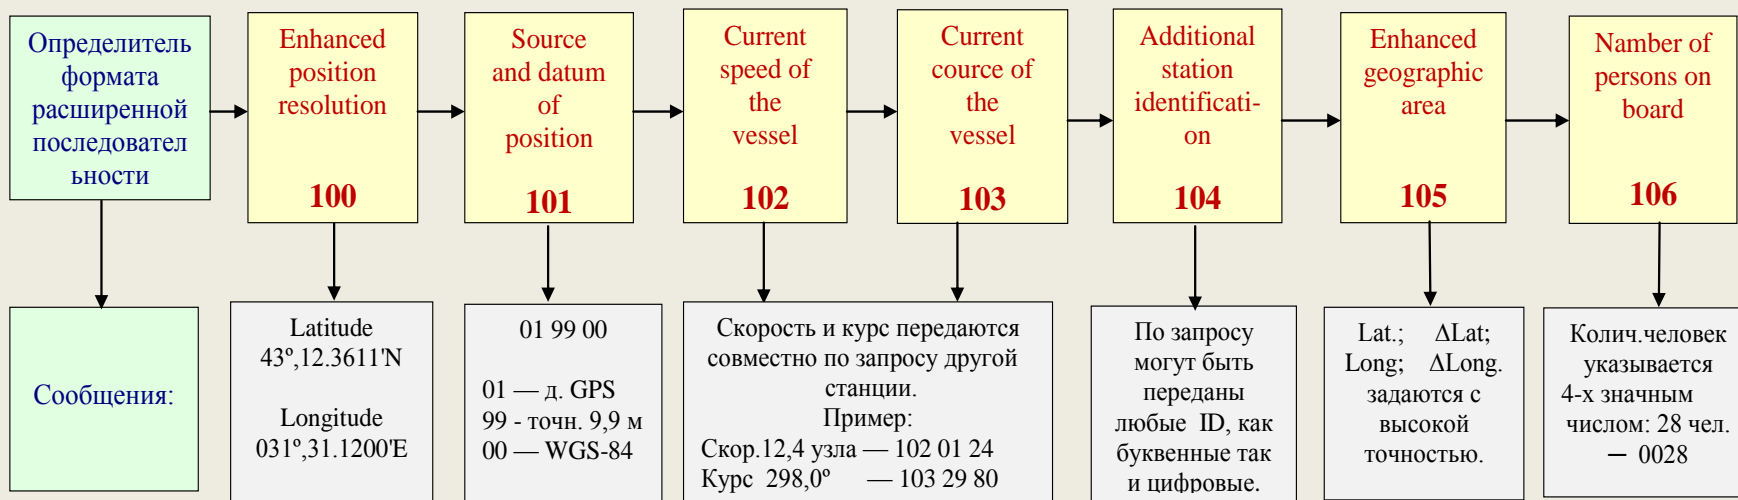 Определитель
формата
расширенной
последовател
ьности
Enhanced
position
resolution
100
Source
and datum
of
position
101
Current
speed of
the
vessel
102
Current
cource of
the
vessel
103
Additional
station
identificati-
on
104
Enhanced
geographic
area
105
Namber of
persons on
board
106
Сообщения:
Latitude
43º,12.3611'N
Longitude
031º,31.1200'E
01 99 00
01 — д. GPS
99 - точн. 9,9 м
00 — WGS-84
Скорость и курс передаются
совместно по запросу другой
станции.
Пример:
Скор.12,4 узла — 102 01 24
Курс 298,0º — 103 29 80
По запросу
могут быть
переданы
любые ID, как
буквенные так
и цифровые.
Lat.; ΔLat;
Long; ΔLong.
задаются с
высокой
точностью.
Колич.человек
указывается
4-х значным
числом: 28 чел.
— 0028